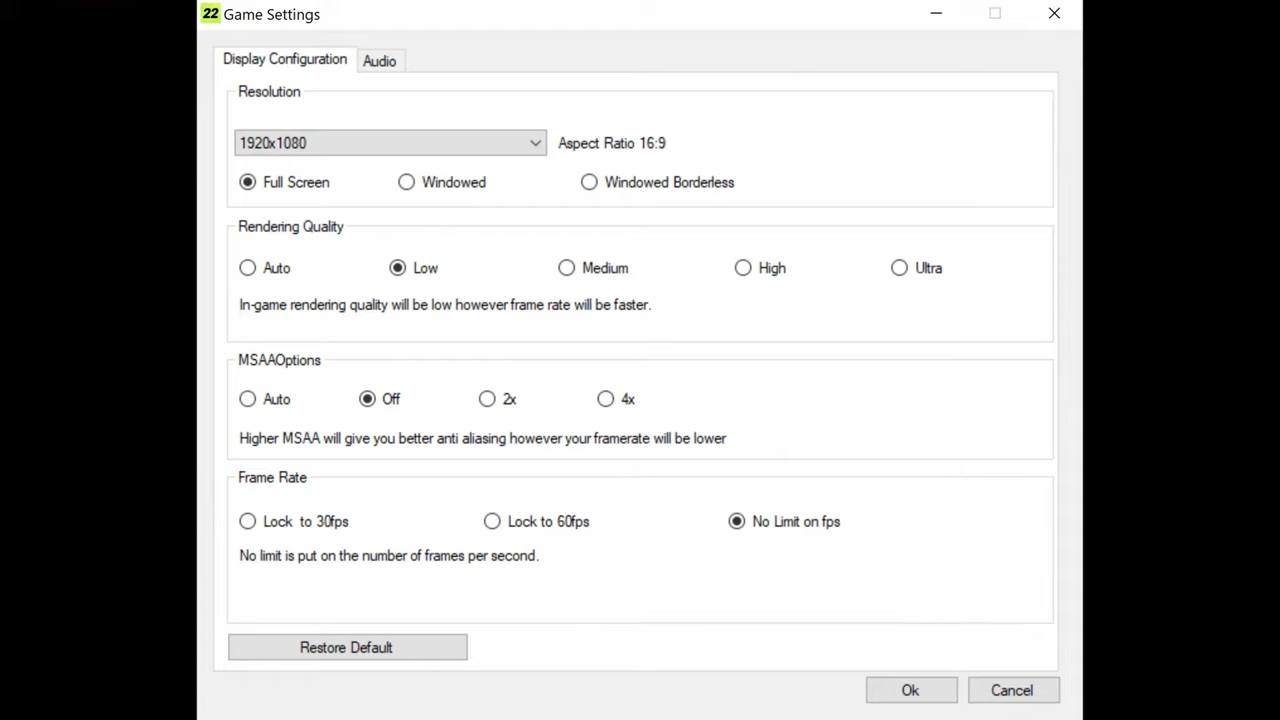 22 Game Settings
Display Configuration Audio
Resolution
1920x1080 Aspect Ratio 16:9
Full Screen Windowed Windowed Borderless
Rendering Quality
Auto Low Medium High Ultra
In-game rendering quality will be low however frame rate will be faster.
MSAAOptions
Auto Off 2x 4x
Higher MSAA will give you better anti aliasing however your framerate will be lower
Frame Rate
Lock to 30fps Lock to 60fps No Limit on fps
No limit is put on the number of frames per second.
Restore Default
Ok Cancel